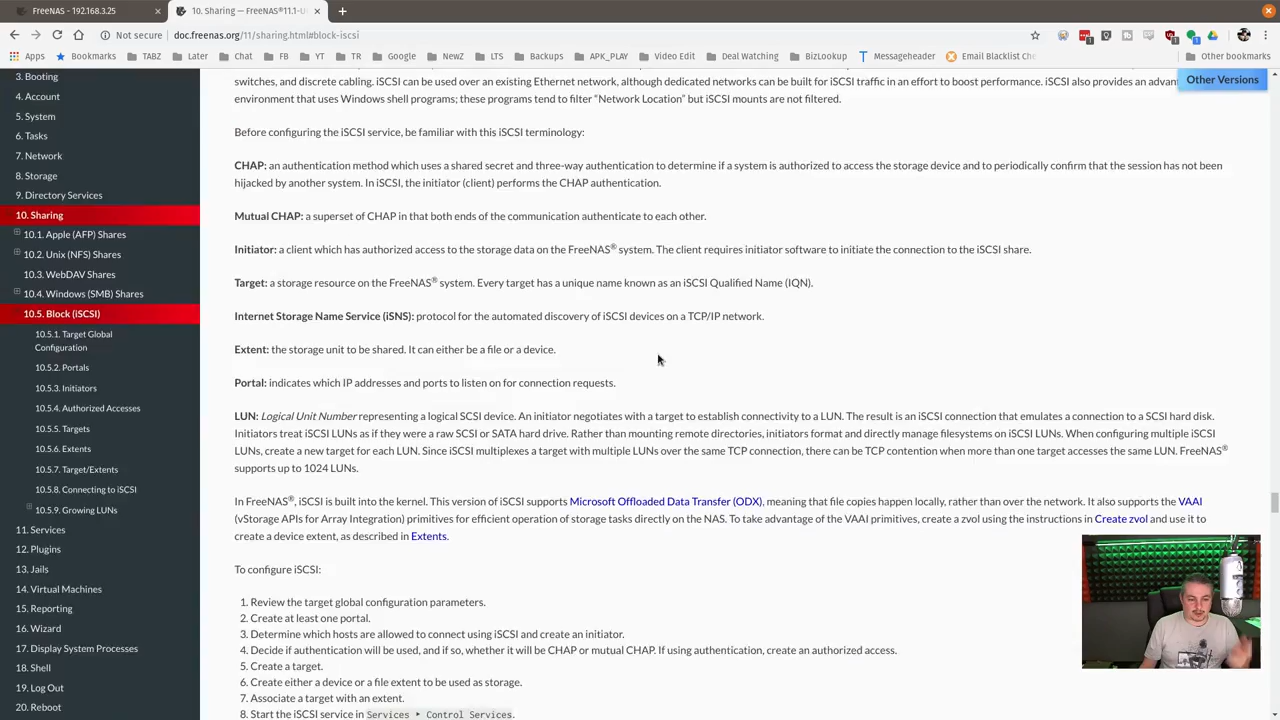 FreeNAS - 192.168.3.25
10. Sharing — FreeNAS®11.1-U
Not secure
doc.freenas.org/11/sharing.html#block-iscsi
Apps
Bookmarks
TABZ
Later
Chat
FB
YT
TR
Google
NewZ
LTS
Backups
APK_PLAY
Video Edit
Deal Watching
BizLookup
Messageheader
Email Blacklist Che
Other bookmarks
3. Booting
4. Account
5. System
6. Tasks
7. Network
8. Storage
9. Directory Services
10. Sharing
10.1. Apple (AFP) Shares
10.2. Unix (NFS) Shares
10.3. WebDAV Shares
10.4. Windows (SMB) Shares
10.5. Block (iSCSI)
10.5.1. Target Global
Configuration
10.5.2. Portals
10.5.3. Initiators
10.5.4. Authorized Accesses
10.5.5. Targets
10.5.6. Extents
10.5.7. Target/Extents
10.5.8. Connecting to iSCSI
10.5.9. Growing LUNs
11. Services
12. Plugins
13. Jails
14. Virtual Machines
15. Reporting
16. Wizard
17. Display System Processes
18. Shell
19. Log Out
20. Reboot
Other Versions
switches, and discrete cabling. iSCSI can be used over an existing Ethernet network, although dedicated networks can be built for iSCSI traffic in an effort to boost performance. iSCSI also provides an advant
environment that uses Windows shell programs; these programs tend to filter “Network Location” but iSCSI mounts are not filtered.
Before configuring the iSCSI service, be familiar with this iSCSI terminology:
CHAP: an authentication method which uses a shared secret and three-way authentication to determine if a system is authorized to access the storage device and to periodically confirm that the session has not been
hijacked by another system. In iSCSI, the initiator (client) performs the CHAP authentication.
Mutual CHAP: a superset of CHAP in that both ends of the communication authenticate to each other.
Initiator: a client which has authorized access to the storage data on the FreeNAS® system. The client requires initiator software to initiate the connection to the iSCSI share.
Target: a storage resource on the FreeNAS® system. Every target has a unique name known as an iSCSI Qualified Name (IQN).
Internet Storage Name Service (iSNS): protocol for the automated discovery of iSCSI devices on a TCP/IP network.
Extent: the storage unit to be shared. It can either be a file or a device.
Portal: indicates which IP addresses and ports to listen on for connection requests.
LUN: Logical Unit Number representing a logical SCSI device. An initiator negotiates with a target to establish connectivity to a LUN. The result is an iSCSI connection that emulates a connection to a SCSI hard disk.
Initiators treat iSCSI LUNs as if they were a raw SCSI or SATA hard drive. Rather than mounting remote directories, initiators format and directly manage filesystems on iSCSI LUNs. When configuring multiple iSCSI
LUNs, create a new target for each LUN. Since iSCSI multiplexes a target with multiple LUNs over the same TCP connection, there can be TCP contention when more than one target accesses the same LUN. FreeNAS®
supports up to 1024 LUNs.
In FreeNAS®, iSCSI is built into the kernel. This version of iSCSI supports Microsoft Offloaded Data Transfer (ODX), meaning that file copies happen locally, rather than over the network. It also supports the VAAI
(vStorage APIs for Array Integration) primitives for efficient operation of storage tasks directly on the NAS. To take advantage of the VAAI primitives, create a zvol using the instructions in Create zvol and use it to
create a device extent, as described in Extents.
To configure iSCSI:
1. Review the target global configuration parameters.
2. Create at least one portal.
3. Determine which hosts are allowed to connect using iSCSI and create an initiator.
4. Decide if authentication will be used, and if so, whether it will be CHAP or mutual CHAP. If using authentication, create an authorized access.
5. Create a target.
6. Create either a device or a file extent to be used as storage.
7. Associate a target with an extent.
8. Start the iSCSI service in Services ▸ Control Services.